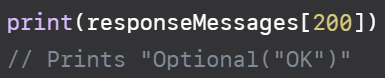 print(responseMessages[200])
// Prints "Optional("OK")"